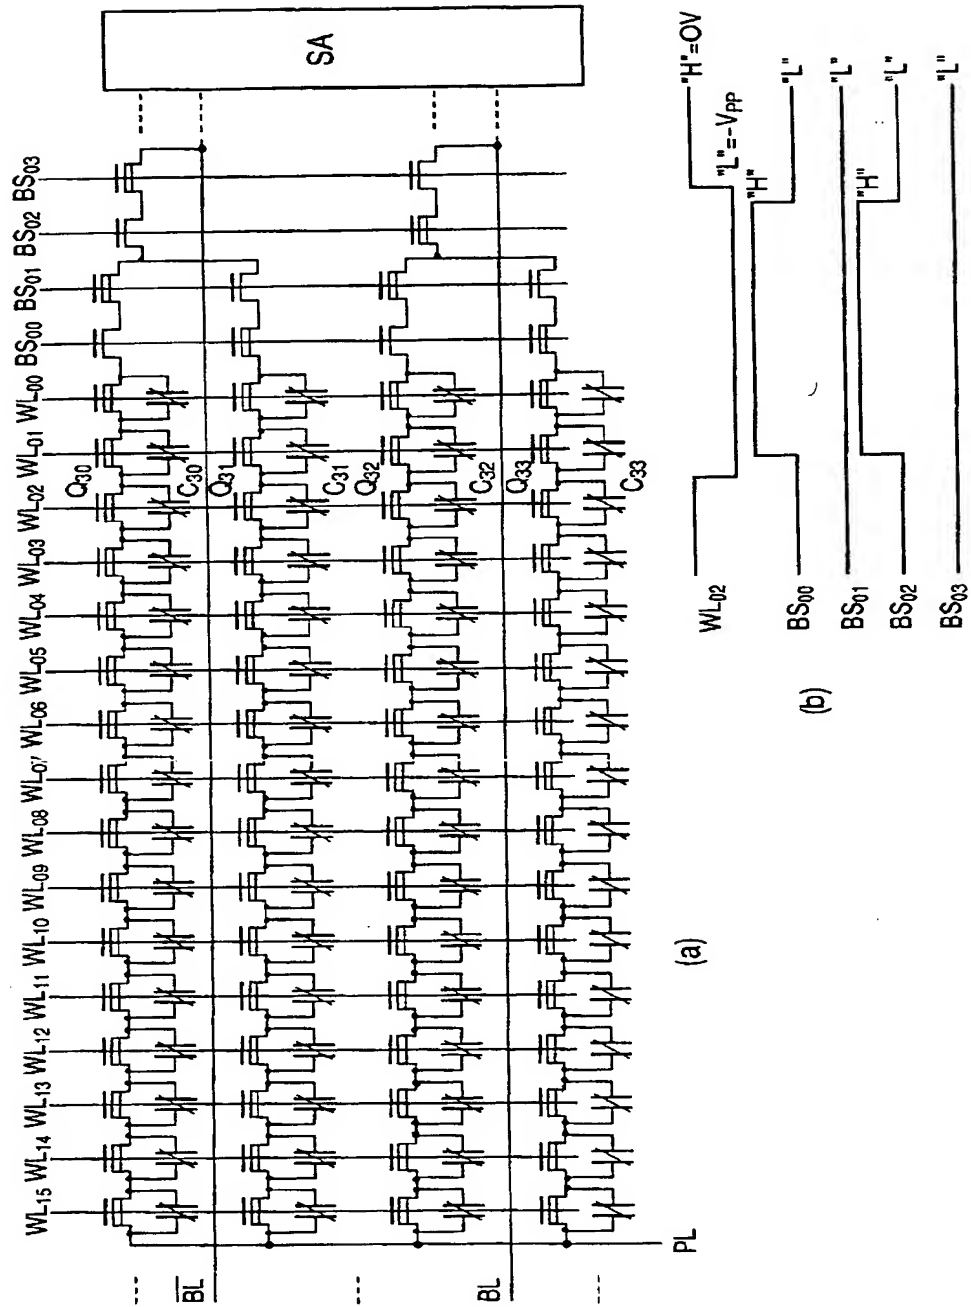 WL15 WL14 WL13 WL12 WL11 WL10 WL09 WL08 WL07 WL06 WL05 WL04 WL03 WL02 WL01 WL00 BS00 BS01 BS02 BS03
Q30
C30
BL
Q31
C31
Q32
C32
BL
Q33
C33
PL
SA
(a)
WL02
"H"=0V
"L"=-VPP
BS00
"H"
"L"
BS01
"L"
BS02
"H"
"L"
BS03
"L"
(b)